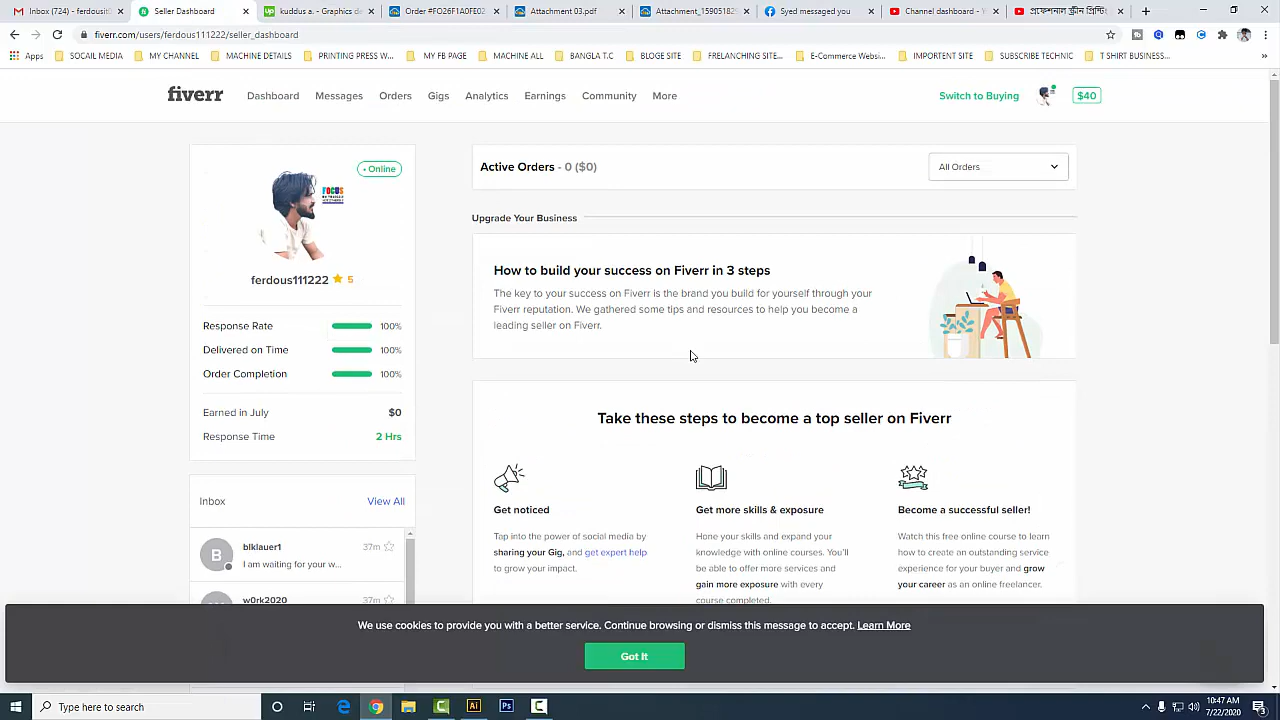 Inbox (724) - ferdousit0
Seller Dashboard
kuddus a. - Graphics de
Order #FO26F1A0FE02
Attachment 03.pdf
Attachment_15905182
Syed messaged you
Channel dashboard - Yo
প্রফেশনাল স্ক্রীন প্রিন্টিং
fiverr.com/users/ferdous111222/seller_dashboard
Apps
SOCAIL MEDIA
MY CHANNEL
MACHINE DETAILS
PRINTING PRESS W...
MY FB PAGE
MACHINE ALL
BANGLA T.C
BLOGE SITE
FRELANCHING SITE...
E-Commerce Websi...
IMPORTENT SITE
SUBSCRIBE TECHNIC
T SHIRT BUSINESS...
fiverr
Dashboard
Messages
Orders
Gigs
Analytics
Earnings
Community
More
Switch to Buying
$40
• Online
FOCUS
ferdous111222 ★ 5
Response Rate 100%
Delivered on Time 100%
Order Completion 100%
Earned in July $0
Response Time 2 Hrs
Inbox View All
B
blklauer1 37m
I am waiting for your w...
w0rk2020 37m
Active Orders - 0 ($0)
All Orders
Upgrade Your Business
How to build your success on Fiverr in 3 steps
The key to your success on Fiverr is the brand you build for yourself through your
Fiverr reputation. We gathered some tips and resources to help you become a
leading seller on Fiverr.
Take these steps to become a top seller on Fiverr
Get noticed
Tap into the power of social media by
sharing your Gig, and get expert help
to grow your impact.
Get more skills & exposure
Hone your skills and expand your
knowledge with online courses. You'll
be able to offer more services and
gain more exposure with every
course completed.
Become a successful seller!
Watch this free online course to learn
how to create an outstanding service
experience for your buyer and grow
your career as an online freelancer.
We use cookies to provide you with a better service. Continue browsing or dismiss this message to accept. Learn More
Got It
Type here to search
10:47 AM
7/22/2020